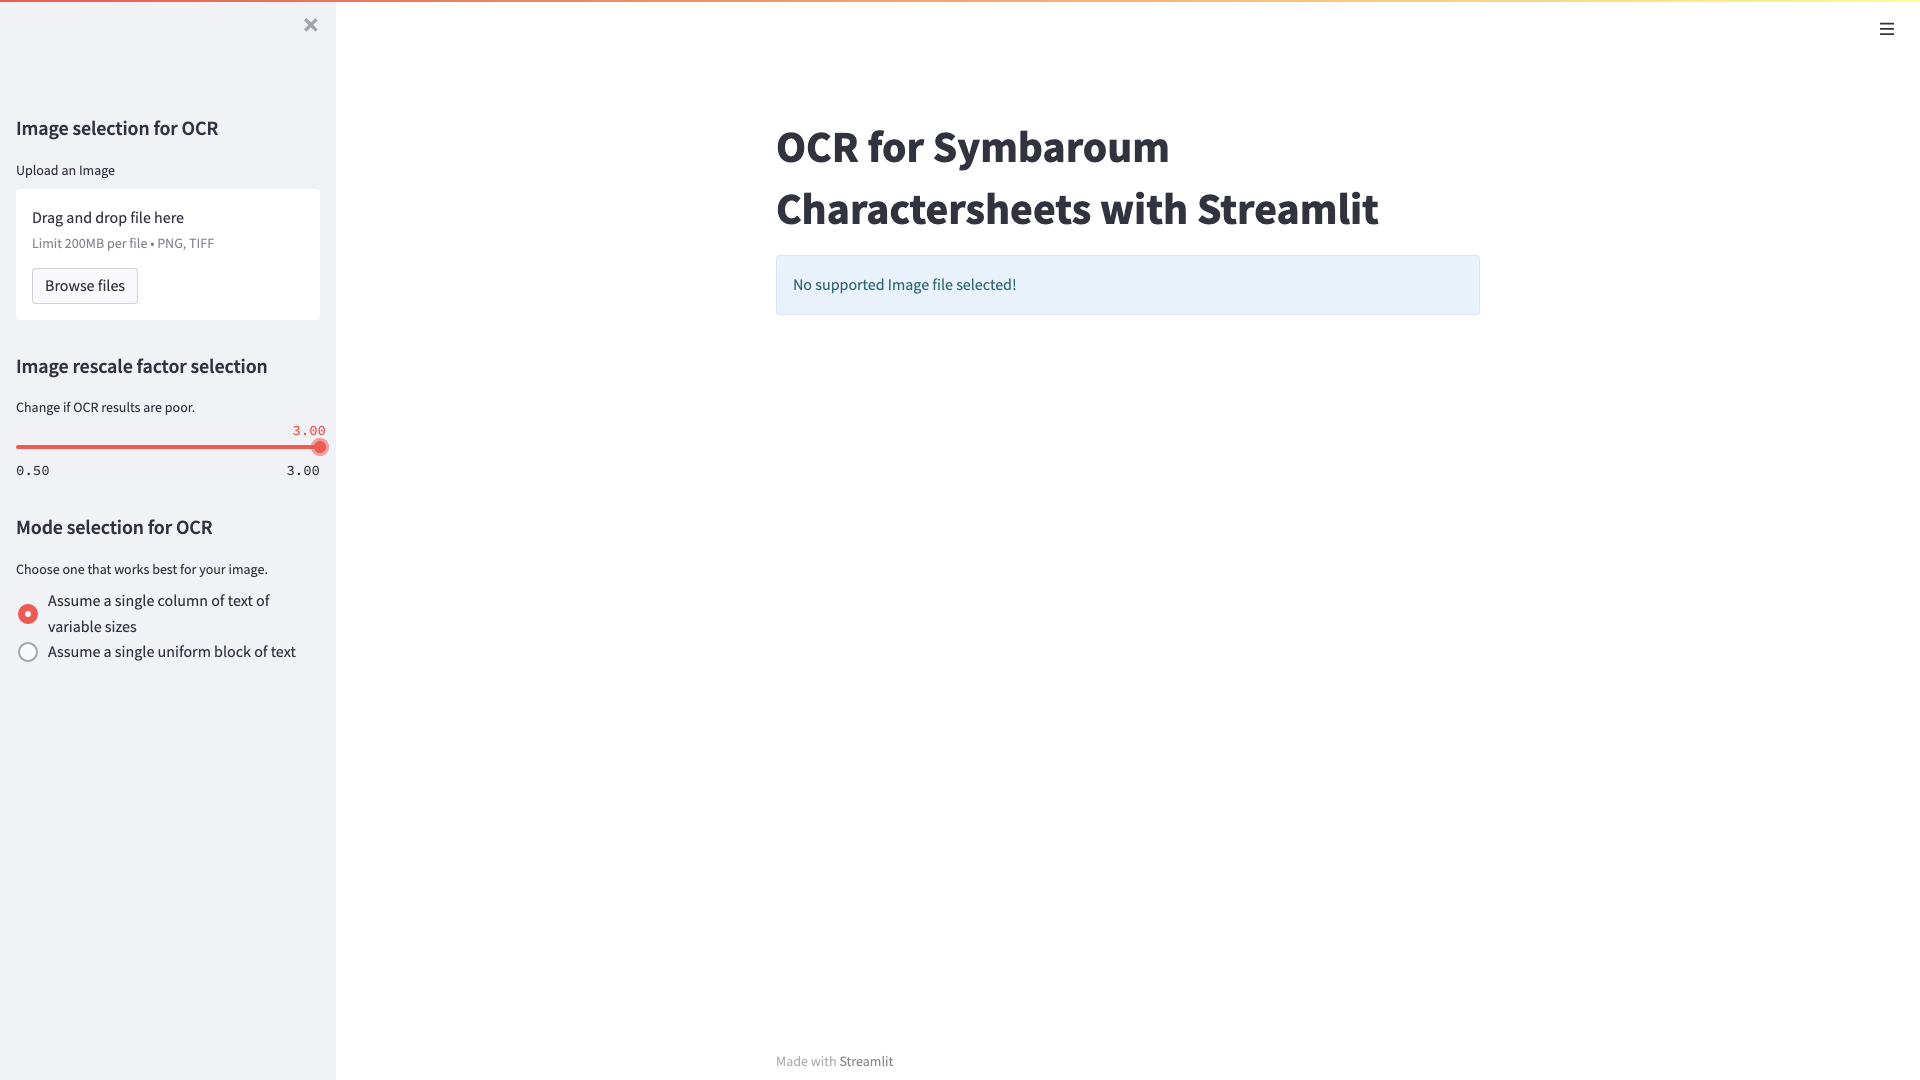 Image selection for OCR
Upload an Image
Drag and drop file here
Limit 200MB per file • PNG, TIFF
Browse files
Image rescale factor selection
Change if OCR results are poor.
3.00
0.50 3.00
Mode selection for OCR
Choose one that works best for your image.
Assume a single column of text of
variable sizes
Assume a single uniform block of text
OCR for Symbaroum
Charactersheets with Streamlit
No supported Image file selected!
Made with Streamlit